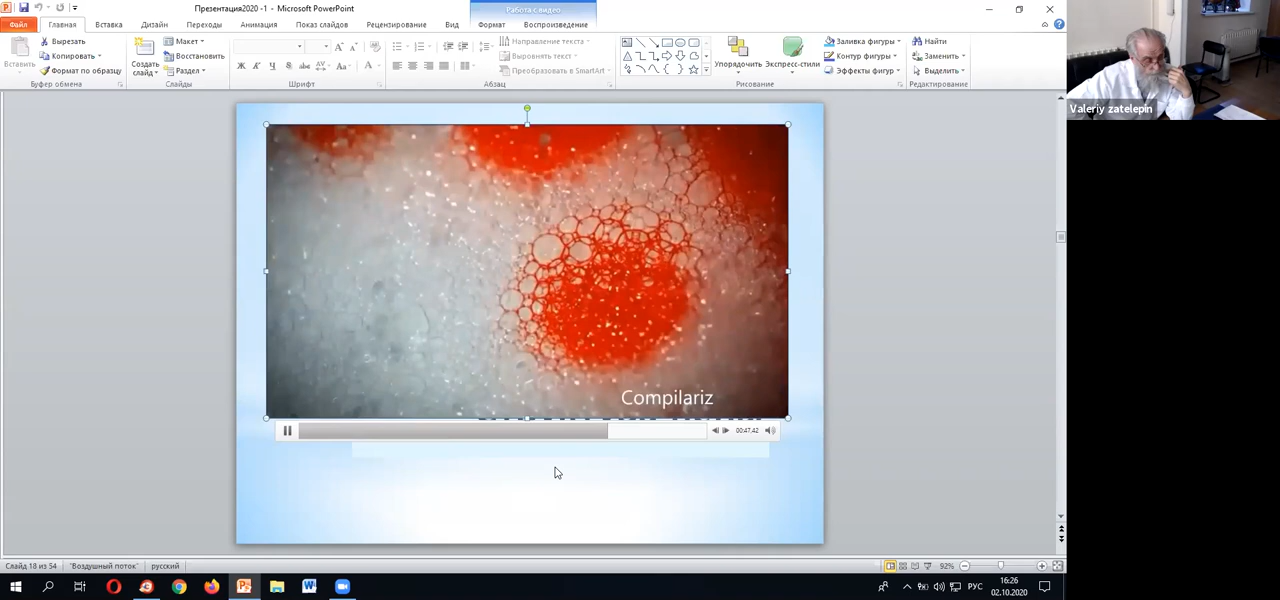 Презентация2020 -1 - Microsoft PowerPoint
Работа с видео
Файл Главная Вставка Дизайн Переходы Анимация Показ слайдов Рецензирование Вид Формат Воспроизведение
Вставить
Вырезать
Копировать
Формат по образцу
Буфер обмена
Создать слайд
Макет
Восстановить
Раздел
Слайды
Ж К Ч S abc AV Aa А
Шрифт
Направление текста
Выровнять текст
Преобразовать в SmartArt
Абзац
Упорядочить
Экспресс-стили
Заливка фигуры
Контур фигуры
Эффекты фигур
Рисование
Найти
Заменить
Выделить
Редактирование
Valeriy zatelepin
Compilariz
00:47,42
Слайд 18 из 54 "Воздушный поток" русский
92%
РУС
16:26
02.10.2020